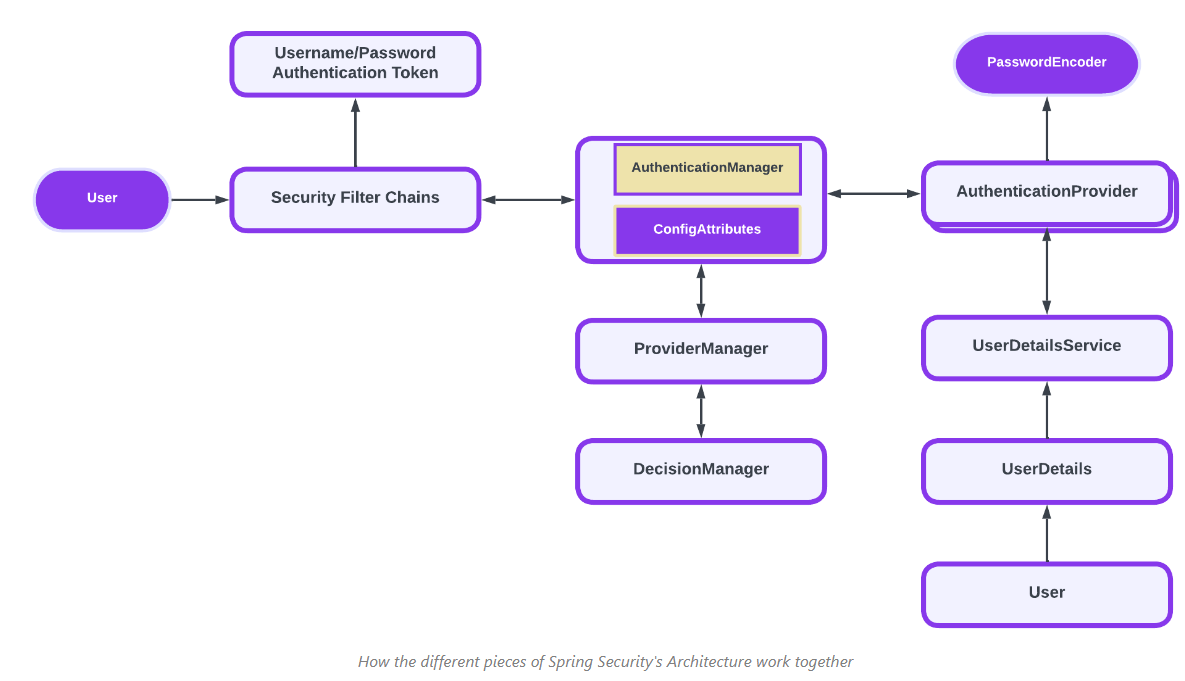 Username/Password
Authentication Token
PasswordEncoder
AuthenticationManager
User
Security Filter Chains
AuthenticationProvider
ConfigAttributes
ProviderManager
UserDetailsService
DecisionManager
UserDetails
User
How the different pieces of Spring Security's Architecture work together